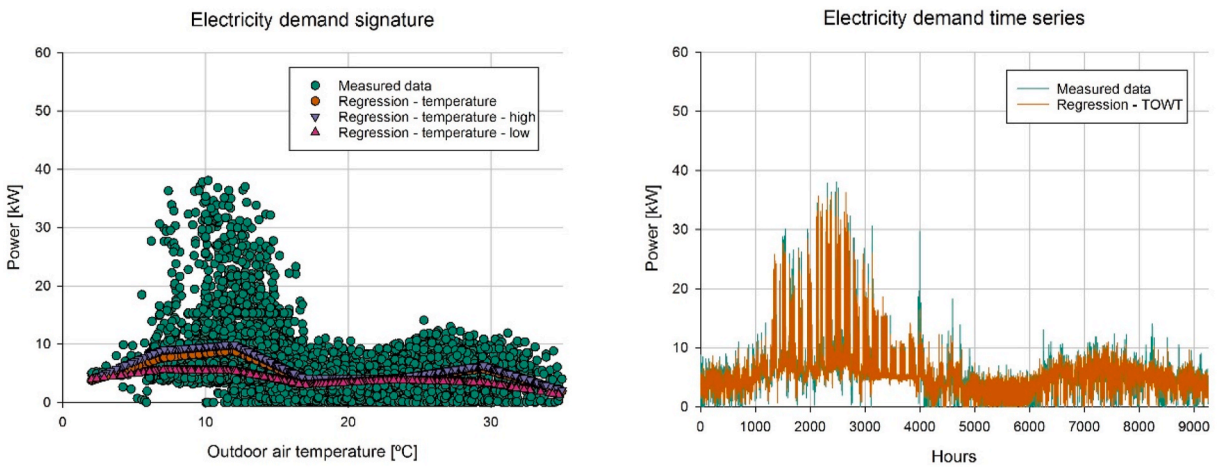 Electricity demand signature
60
50
40
30
20
10
0
Power [kW]
Measured data
Regression - temperature
Regression - temperature - high
Regression - temperature - low
0
10
20
30
Outdoor air temperature [ºC]
Electricity demand time series
60
50
40
30
20
10
0
Power [kW]
Measured data
Regression - TOWT
0
1000
2000
3000
4000
5000
6000
7000
8000
9000
Hours